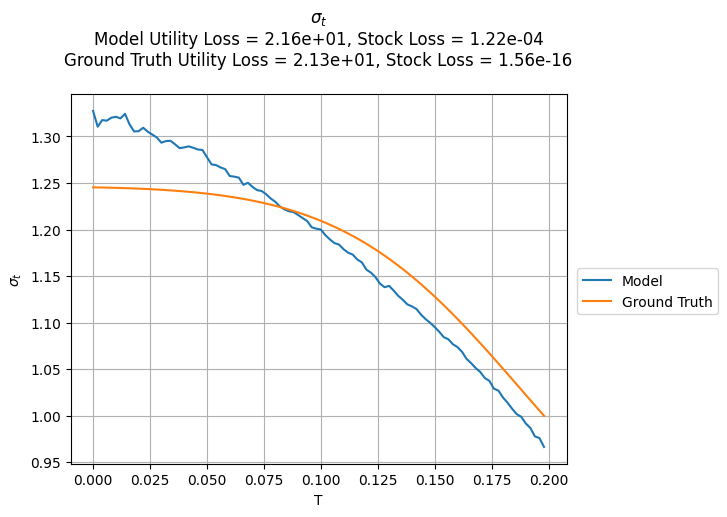 σ_t
Model Utility Loss = 2.16e+01, Stock Loss = 1.22e-04
Ground Truth Utility Loss = 2.13e+01, Stock Loss = 1.56e-16
1.30
1.25
1.20
1.15
1.10
1.05
1.00
0.95
σ_t
0.000 0.025 0.050 0.075 0.100 0.125 0.150 0.175 0.200
T
Model
Ground Truth